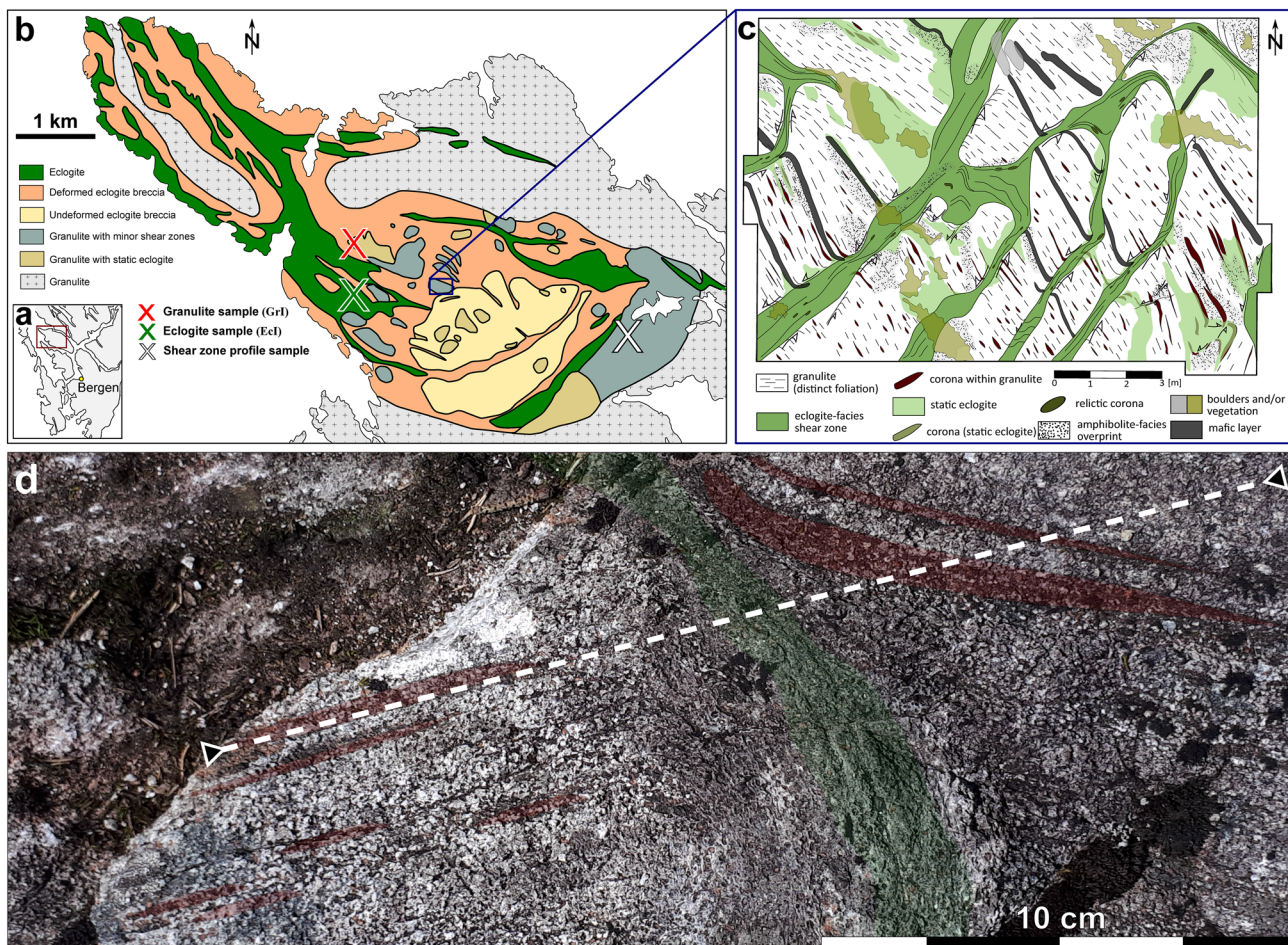 b
N
1 km
Eclogite
Deformed eclogite breccia
Undeformed eclogite breccia
Granulite with minor shear zones
Granulite with static eclogite
Granulite
a
Bergen
X Granulite sample (GrI)
X Eclogite sample (EcI)
X Shear zone profile sample
X
X
X
c
N
granulite
(distinct foliation)
eclogite-facies
shear zone
corona within granulite
static eclogite
corona (static eclogite)
0 1 2 3 [m]
relictic corona
amphibolite-facies
overprint
boulders and/or
vegetation
mafic layer
d
10 cm